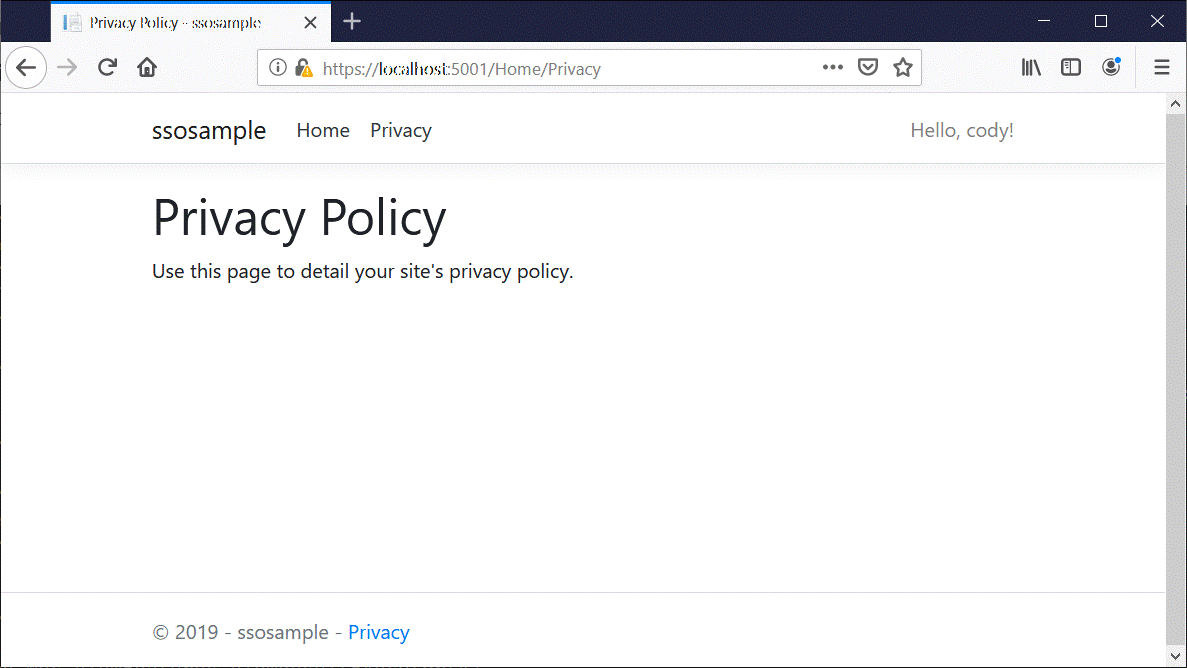 Privacy Policy - ssosample
https://localhost:5001/Home/Privacy
ssosample Home Privacy Hello, cody!
Privacy Policy
Use this page to detail your site's privacy policy.
© 2019 - ssosample - Privacy